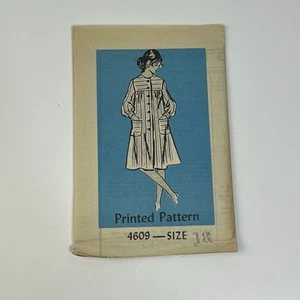 Printed Pattern
4609 — SIZE 18